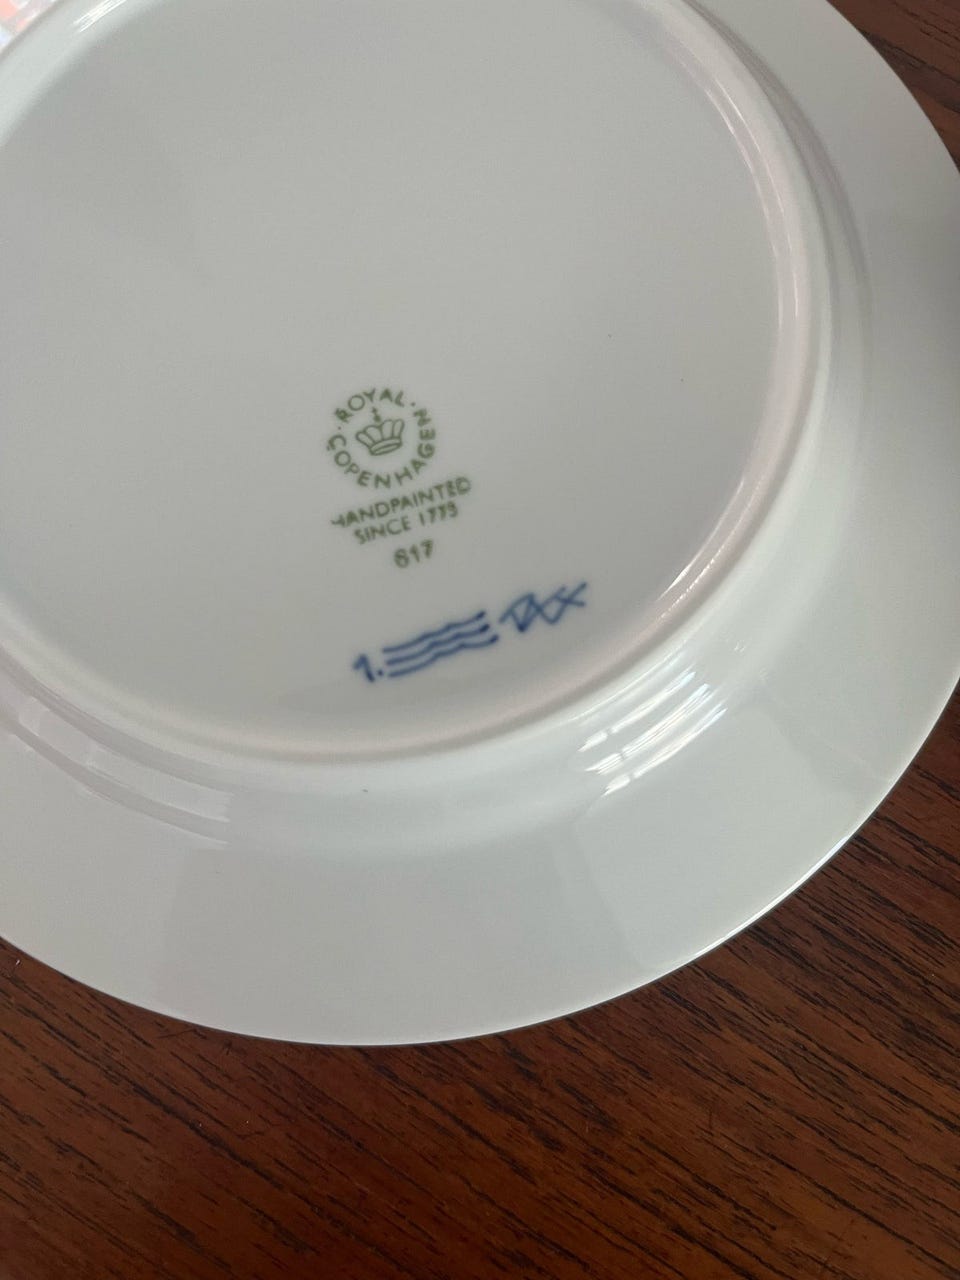 ROYAL · COPENHAGEN ·
HANDPAINTED
SINCE 1775
617
1.